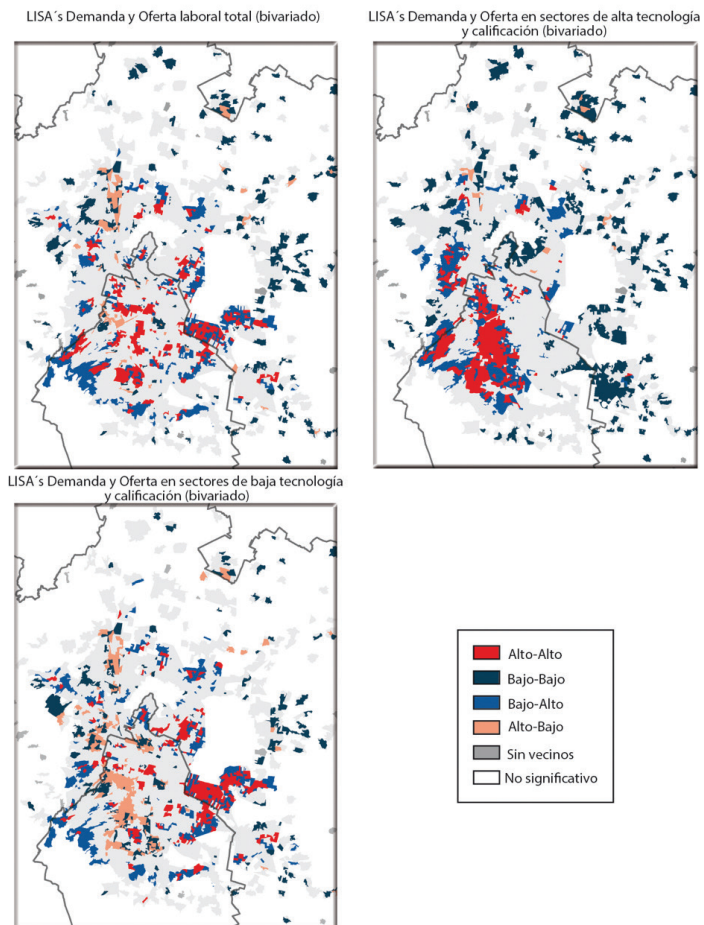 LISA´s Demanda y Oferta laboral total (bivariado)
LISA´s Demanda y Oferta en sectores de alta tecnología
y calificación (bivariado)
LISA´s Demanda y Oferta en sectores de baja tecnología
y calificación (bivariado)
Alto-Alto
Bajo-Bajo
Bajo-Alto
Alto-Bajo
Sin vecinos
No significativo